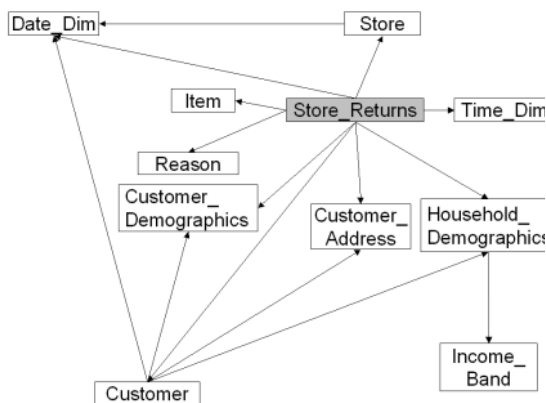 Date_Dim
Store
Item
Store_Returns
Time_Dim
Reason
Customer_
Demographics
Customer_
Address
Household_
Demographics
Income_
Band
Customer